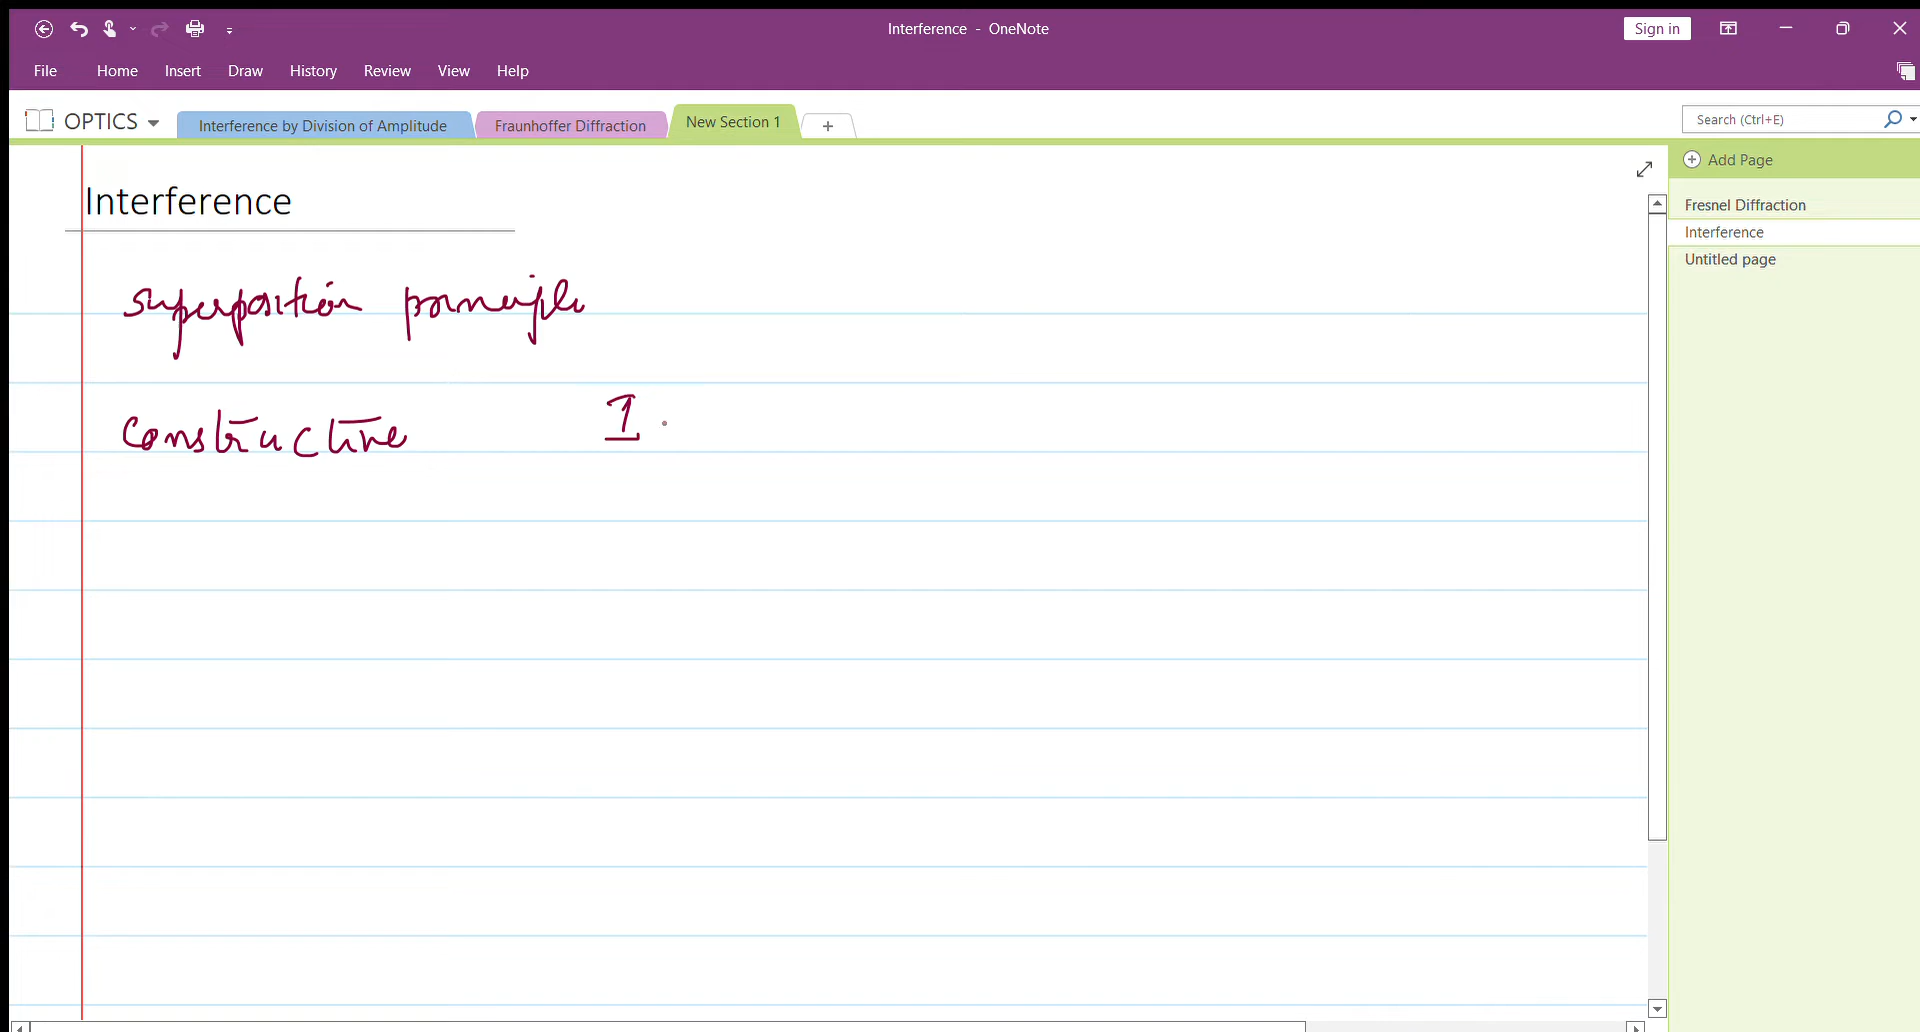 Interference - OneNote
Sign in
File Home Insert Draw History Review View Help
OPTICS Interference by Division of Amplitude Fraunhoffer Diffraction New Section 1 +
Search (Ctrl+E)
Add Page
Fresnel Diffraction
Interference
Untitled page
Interference
superposition principle
Constructive I